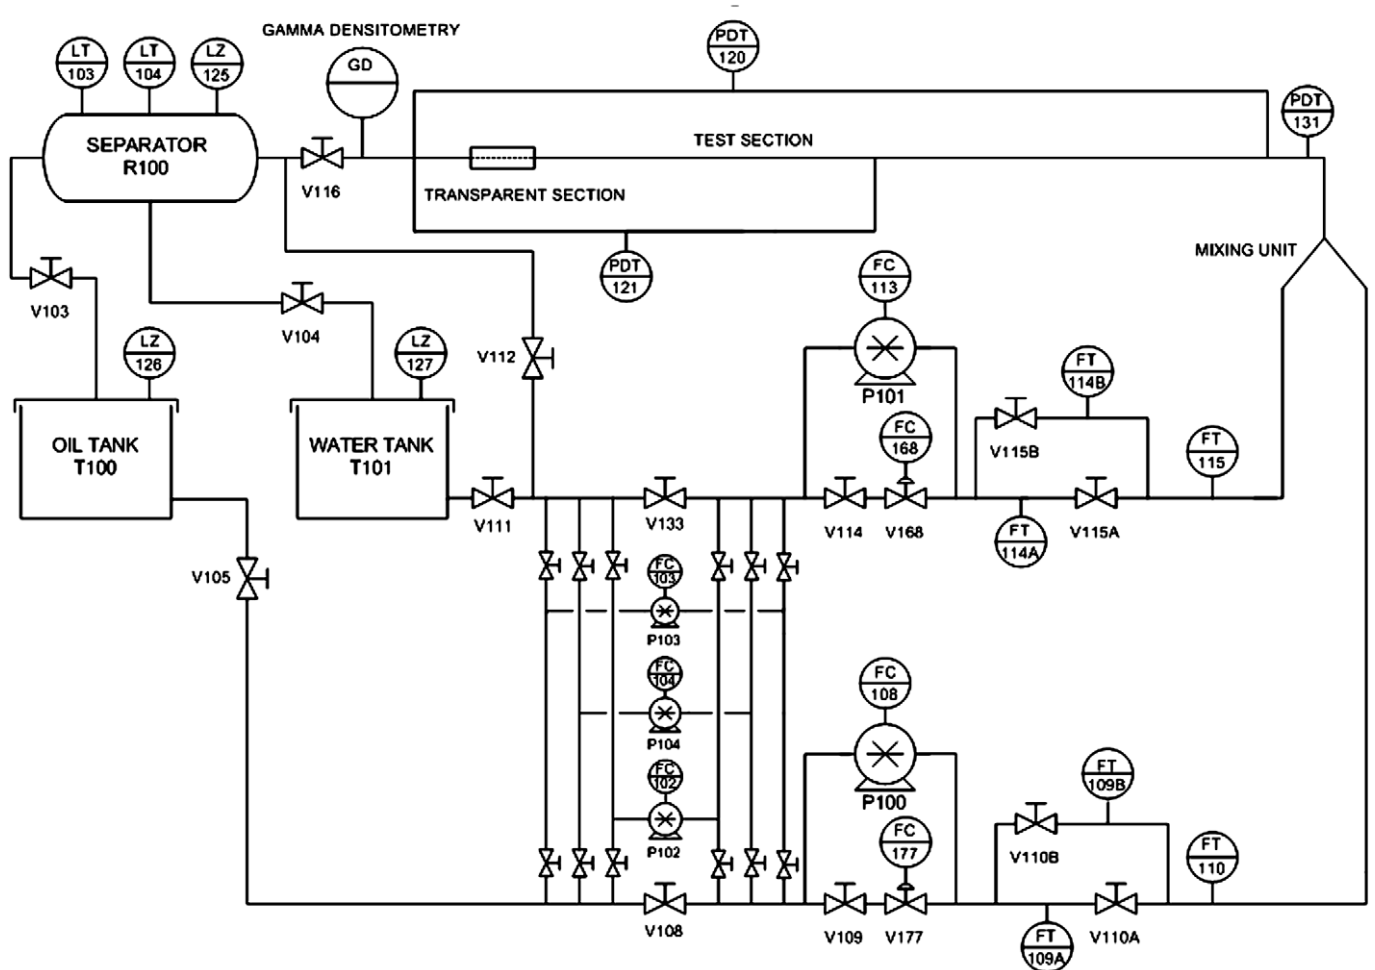 GAMMA DENSITOMETRY
LT
103
LT
104
LZ
125
GD
PDT
120
PDT
131
SEPARATOR
R100
TEST SECTION
V116
TRANSPARENT SECTION
MIXING UNIT
PDT
121
FC
113
V103
V104
LZ
126
LZ
127
V112
P101
FT
114B
OIL TANK
T100
WATER TANK
T101
FC
168
V115B
FT
115
V111
V133
V114
V168
FT
114A
V115A
V105
FC
103
P103
FC
104
P104
FC
108
FC
102
P102
P100
FT
109B
FC
177
V110B
FT
110
V108
V109
V177
FT
109A
V110A